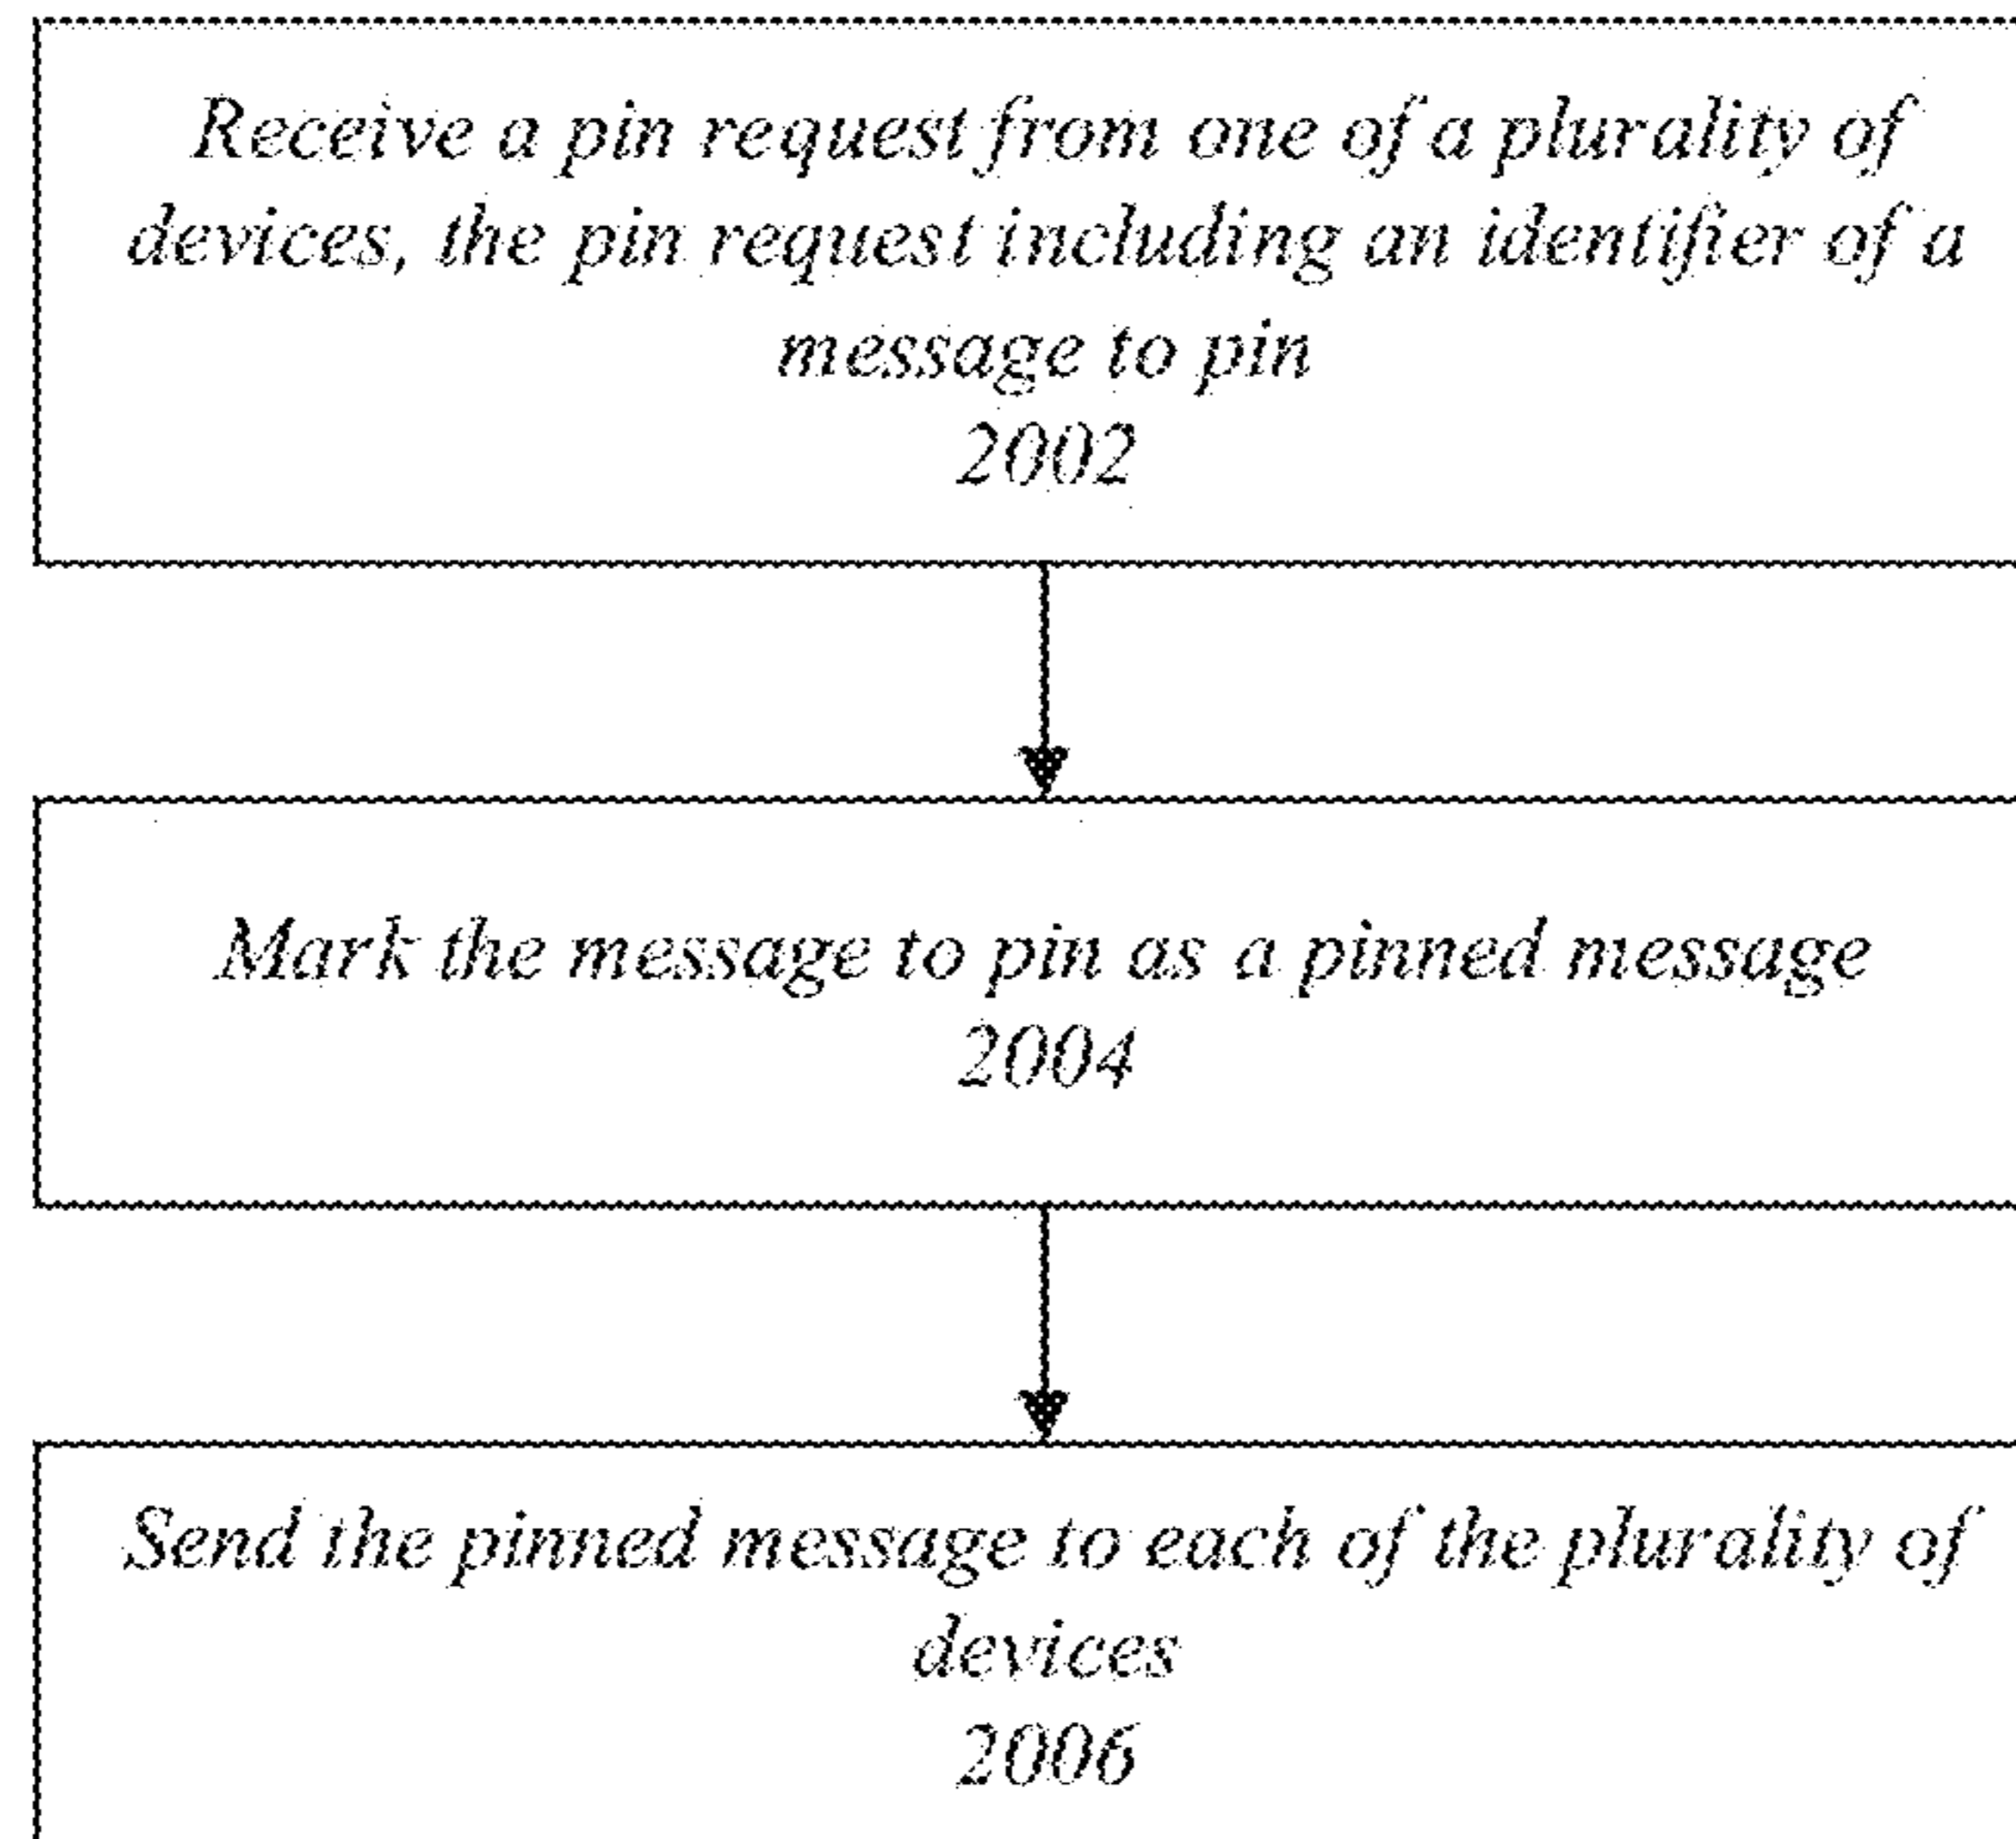 Receive a pin request from one of a plurality of
devices, the pin request including an identifier of a
message to pin
2002
Mark the message to pin as a pinned message
2004
Send the pinned message to each of the plurality of
devices
2006